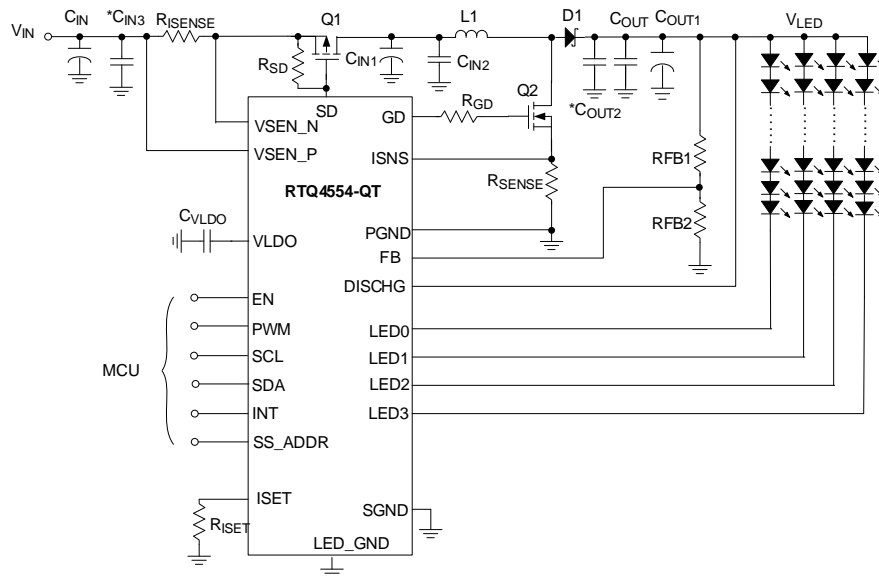 VIN
CIN
*CIN3
RISENSE
Q1
L1
D1
COUT
COUT1
VLED
RSD
CIN1
CIN2
Q2
*COUT2
SD
GD
RGD
VSEN_N
VSEN_P
ISNS
RTQ4554-QT
RSENSE
RFB1
CVLDO
VLDO
PGND
RFB2
FB
DISCHG
EN
PWM
LED0
SCL
LED1
MCU
SDA
LED2
INT
LED3
SS_ADDR
ISET
SGND
RISET
LED_GND